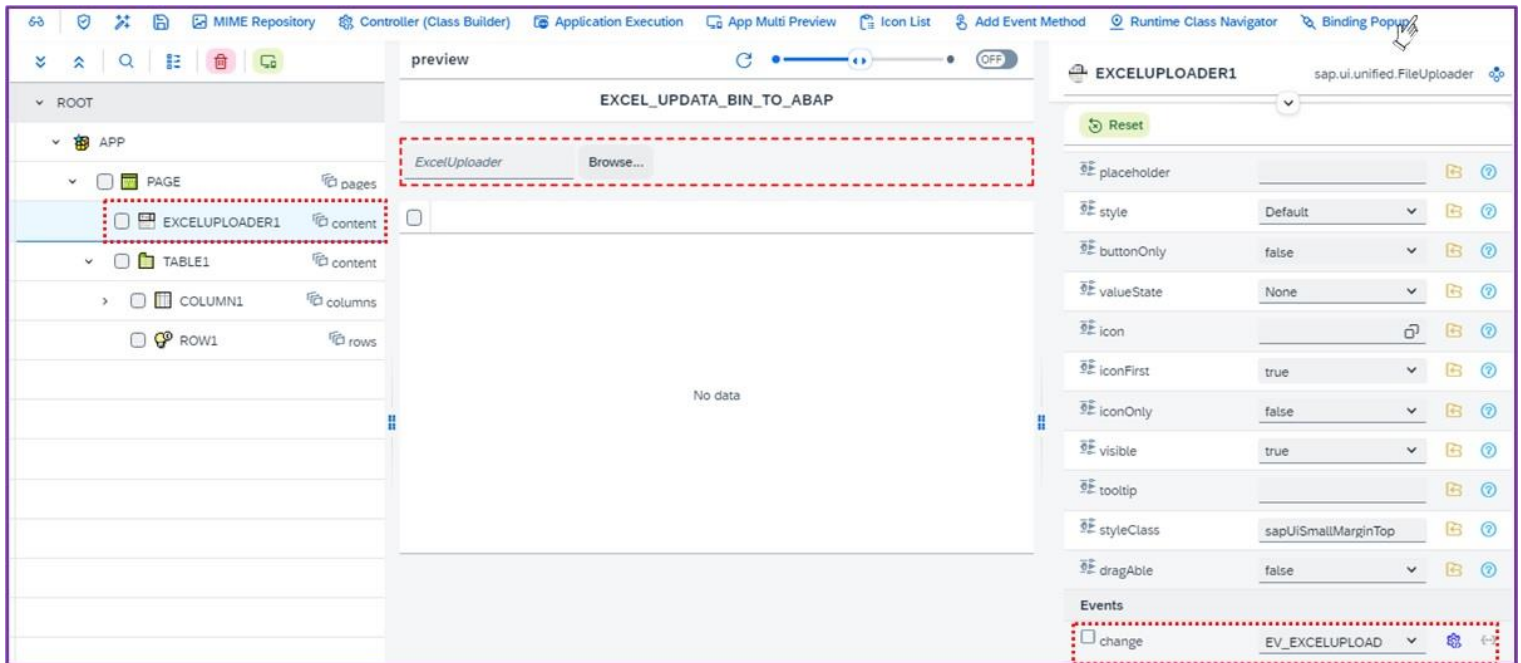 MIME Repository Controller (Class Builder) Application Execution App Multi Preview Icon List Add Event Method Runtime Class Navigator Binding Popup
ROOT
APP
PAGE pages
EXCELUPLOADER1 content
TABLE1 content
COLUMN1 columns
ROW1 rows
preview OFF
EXCEL_UPDATA_BIN_TO_ABAP
ExcelUploader Browse...
No data
EXCELUPLOADER1 sap.ui.unified.FileUploader
Reset
placeholder
style Default
buttonOnly false
valueState None
icon
iconFirst true
iconOnly false
visible true
tooltip
styleClass sapUiSmallMarginTop
dragAble false
Events
change EV_EXCELUPLOAD